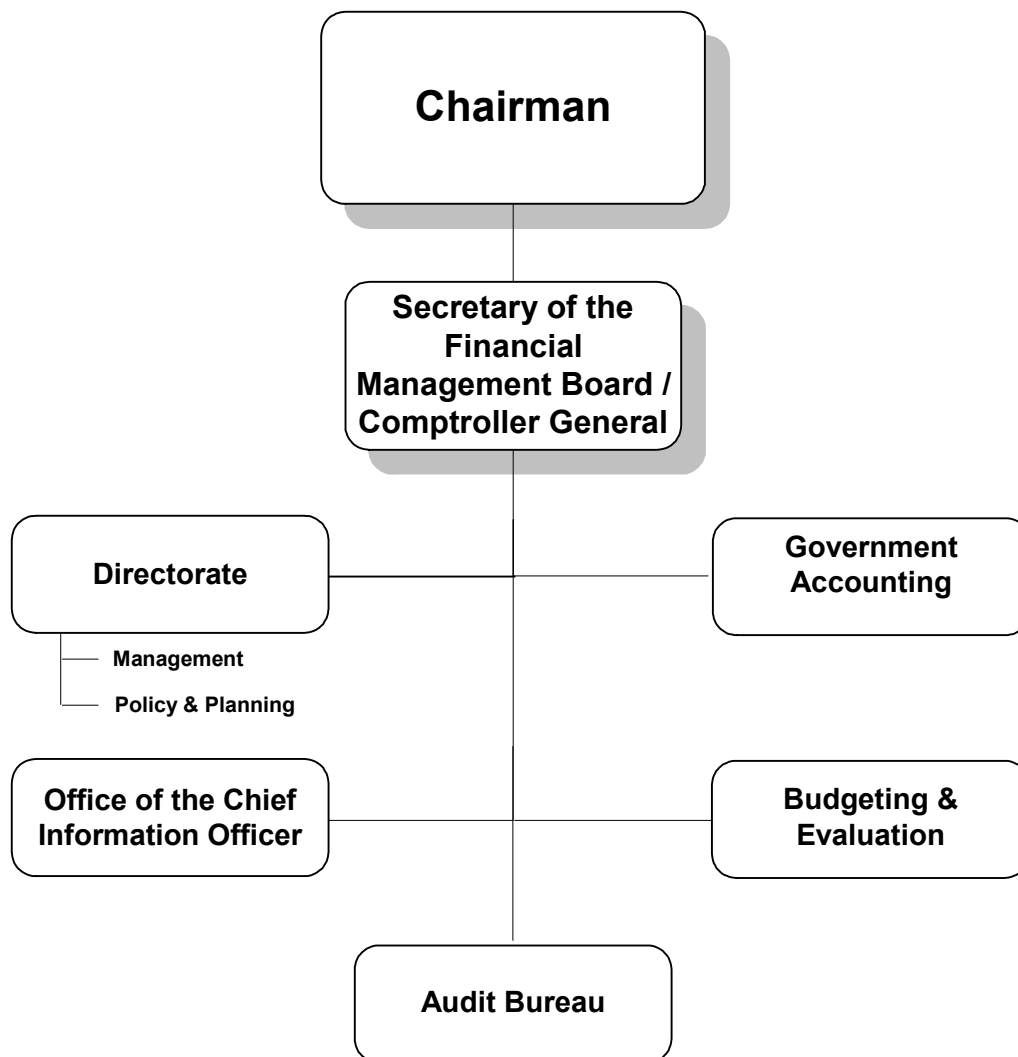 Chairman
Secretary of the
Financial
Management Board /
Comptroller General
Directorate
Government
Accounting
Management
Policy & Planning
Office of the Chief
Information Officer
Budgeting &
Evaluation
Audit Bureau